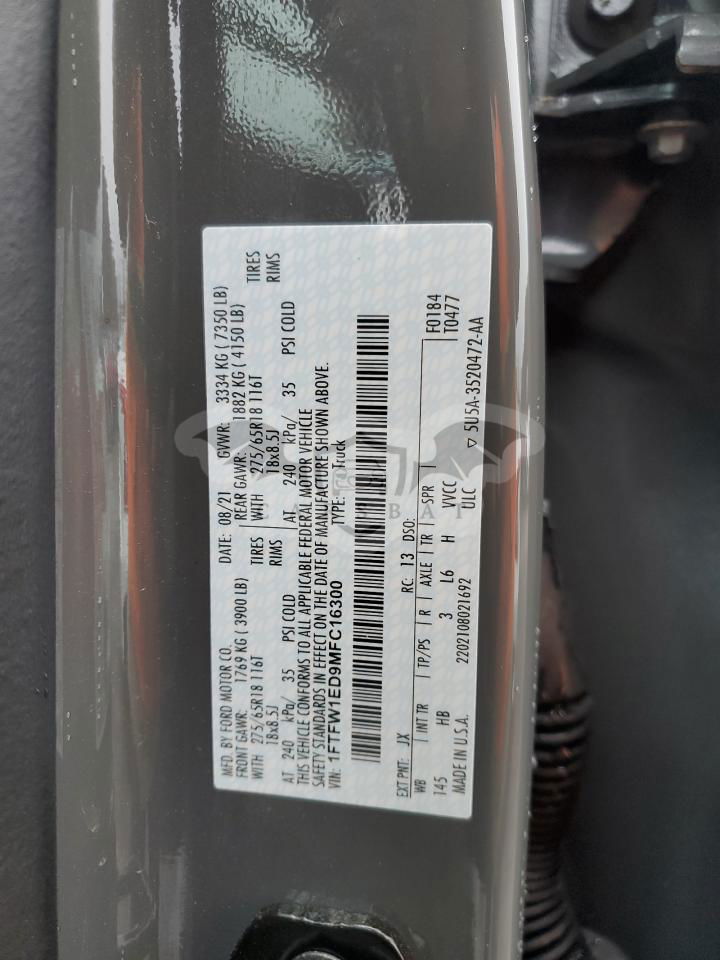 MFD. BY FORD MOTOR CO.
DATE: 08/21 GVWR: 3334 KG ( 7350 LB)
FRONT GAWR: 1769 KG ( 3900 LB)
REAR GAWR: 1882 KG ( 4150 LB)
WITH 275/65R18 116T TIRES
WITH 275/65R18 116T TIRES
18x8.5J RIMS
18x8.5J RIMS
AT 240 kPa/ 35 PSI COLD
AT 240 kPa/ 35 PSI COLD
THIS VEHICLE CONFORMS TO ALL APPLICABLE FEDERAL MOTOR VEHICLE
SAFETY STANDARDS IN EFFECT ON THE DATE OF MANUFACTURE SHOWN ABOVE.
VIN: 1FTFW1ED9MFC16300
TYPE: Truck
EXT PNT: JX RC: 13 DSO: F0184
T0477
WB INT TR TP/PS R AXLE TR SPR
145 HB 3 L6 H VVCC
MADE IN U.S.A. 2202108021692 ULC
▽ 5U5A-3520472-AA